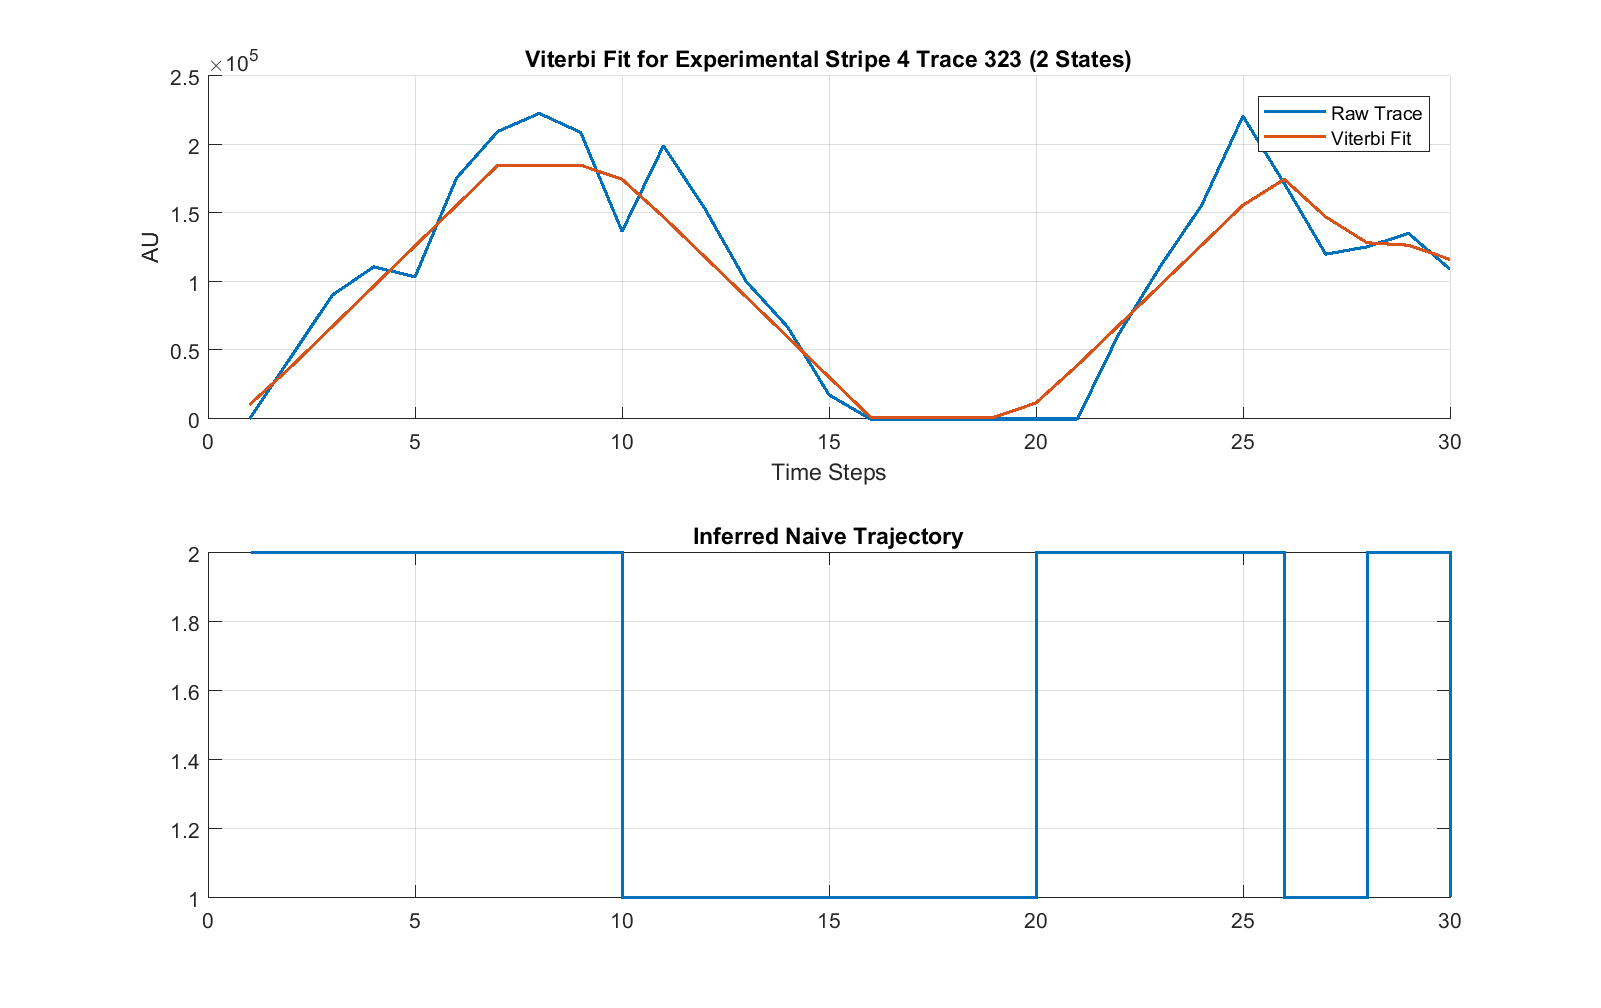 Viterbi Fit for Experimental Stripe 4 Trace 323 (2 States)
×10^5
2.5
2
1.5
1
0.5
0
AU
Raw Trace
Viterbi Fit
0 5 10 15 20 25 30
Time Steps
Inferred Naive Trajectory
2
1.8
1.6
1.4
1.2
1
0 5 10 15 20 25 30